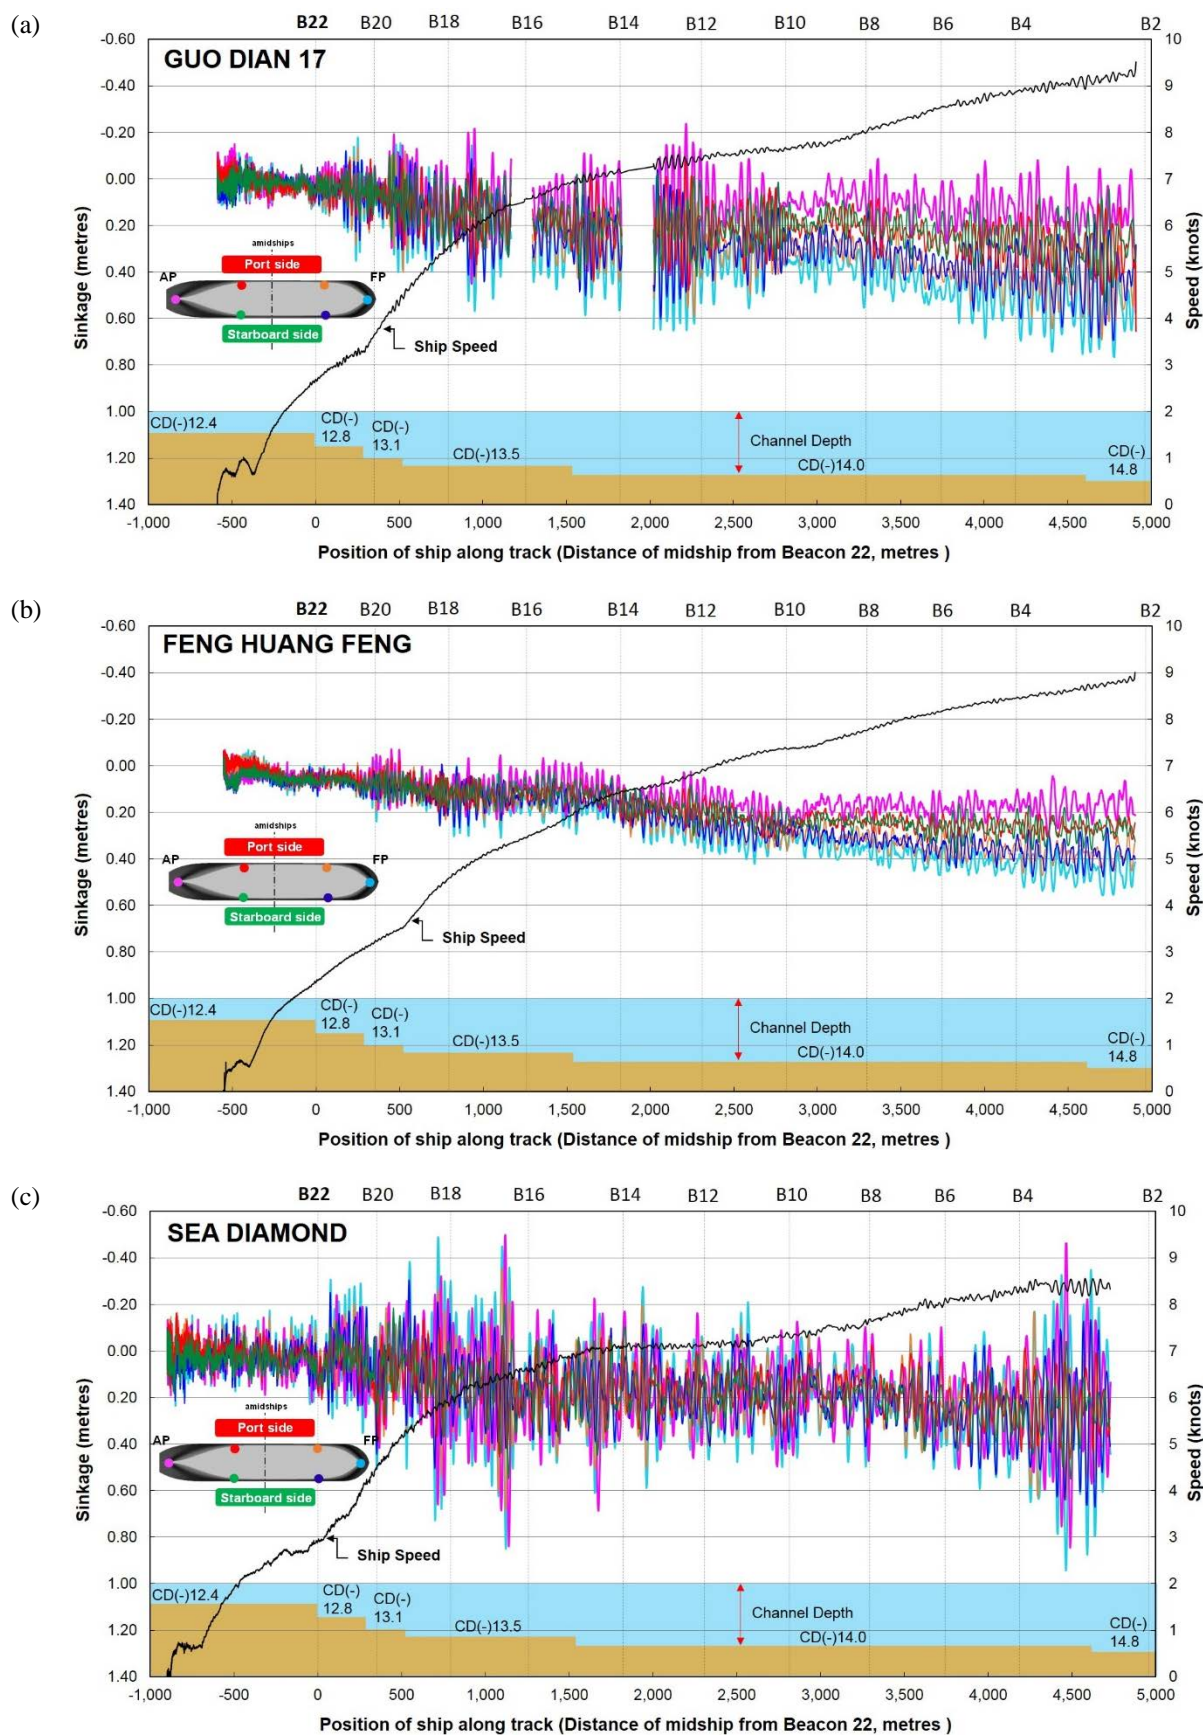 (a)
B22 B20 B18 B16 B14 B12 B10 B8 B6 B4 B2
GUO DIAN 17
-0.60
-0.40
-0.20
0.00
0.20
0.40
0.60
0.80
1.00
1.20
1.40
Sinkage (metres)
10
9
8
7
6
5
4
3
2
1
0
Speed (knots)
amidships
AP
Port side
FP
Starboard side
Ship Speed
CD(-)12.4
CD(-)
12.8
CD(-)
13.1
CD(-)13.5
Channel Depth
CD(-)14.0
CD(-)
14.8
-1,000 -500 0 500 1,000 1,500 2,000 2,500 3,000 3,500 4,000 4,500 5,000
Position of ship along track (Distance of midship from Beacon 22, metres )
(b)
B22 B20 B18 B16 B14 B12 B10 B8 B6 B4 B2
FENG HUANG FENG
-0.60
-0.40
-0.20
0.00
0.20
0.40
0.60
0.80
1.00
1.20
1.40
Sinkage (metres)
10
9
8
7
6
5
4
3
2
1
0
Speed (knots)
amidships
AP
Port side
FP
Starboard side
Ship Speed
CD(-)12.4
CD(-)
12.8
CD(-)
13.1
CD(-)13.5
Channel Depth
CD(-)14.0
CD(-)
14.8
-1,000 -500 0 500 1,000 1,500 2,000 2,500 3,000 3,500 4,000 4,500 5,000
Position of ship along track (Distance of midship from Beacon 22, metres )
(c)
B22 B20 B18 B16 B14 B12 B10 B8 B6 B4 B2
SEA DIAMOND
-0.60
-0.40
-0.20
0.00
0.20
0.40
0.60
0.80
1.00
1.20
1.40
Sinkage (metres)
10
9
8
7
6
5
4
3
2
1
0
Speed (knots)
amidships
AP
Port side
FP
Starboard side
Ship Speed
CD(-)12.4
CD(-)
12.8
CD(-)
13.1
CD(-)13.5
Channel Depth
CD(-)14.0
CD(-)
14.8
-1,000 -500 0 500 1,000 1,500 2,000 2,500 3,000 3,500 4,000 4,500 5,000
Position of ship along track (Distance of midship from Beacon 22, metres )